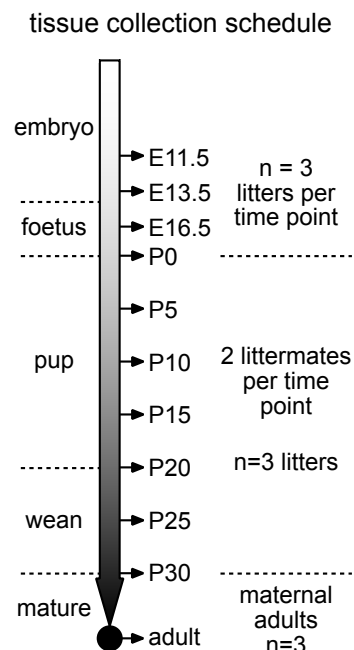 tissue collection schedule
embryo
E11.5
n = 3
litters per
time point
E13.5
foetus
E16.5
P0
P5
pup
P10
2 littermates
per time
point
P15
P20
n=3 litters
wean
P25
P30
mature
adult
maternal
adults
n=3